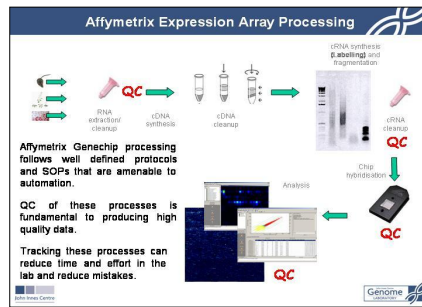 Affymetrix Expression Array Processing
cRNA synthesis
(Labelling) and
fragmentation
QC
RNA
extraction/
cleanup
cDNA
synthesis
cDNA
cleanup
cRNA
cleanup
QC
Affymetrix Genechip processing
follows well defined protocols
and SOPs that are amenable to
automation.
QC of these processes is
fundamental to producing high
quality data.
Tracking these processes can
reduce time and effort in the
lab and reduce mistakes.
Chip
hybridisation
Analysis
QC
QC
John Innes Centre
Genome
LABORATORY